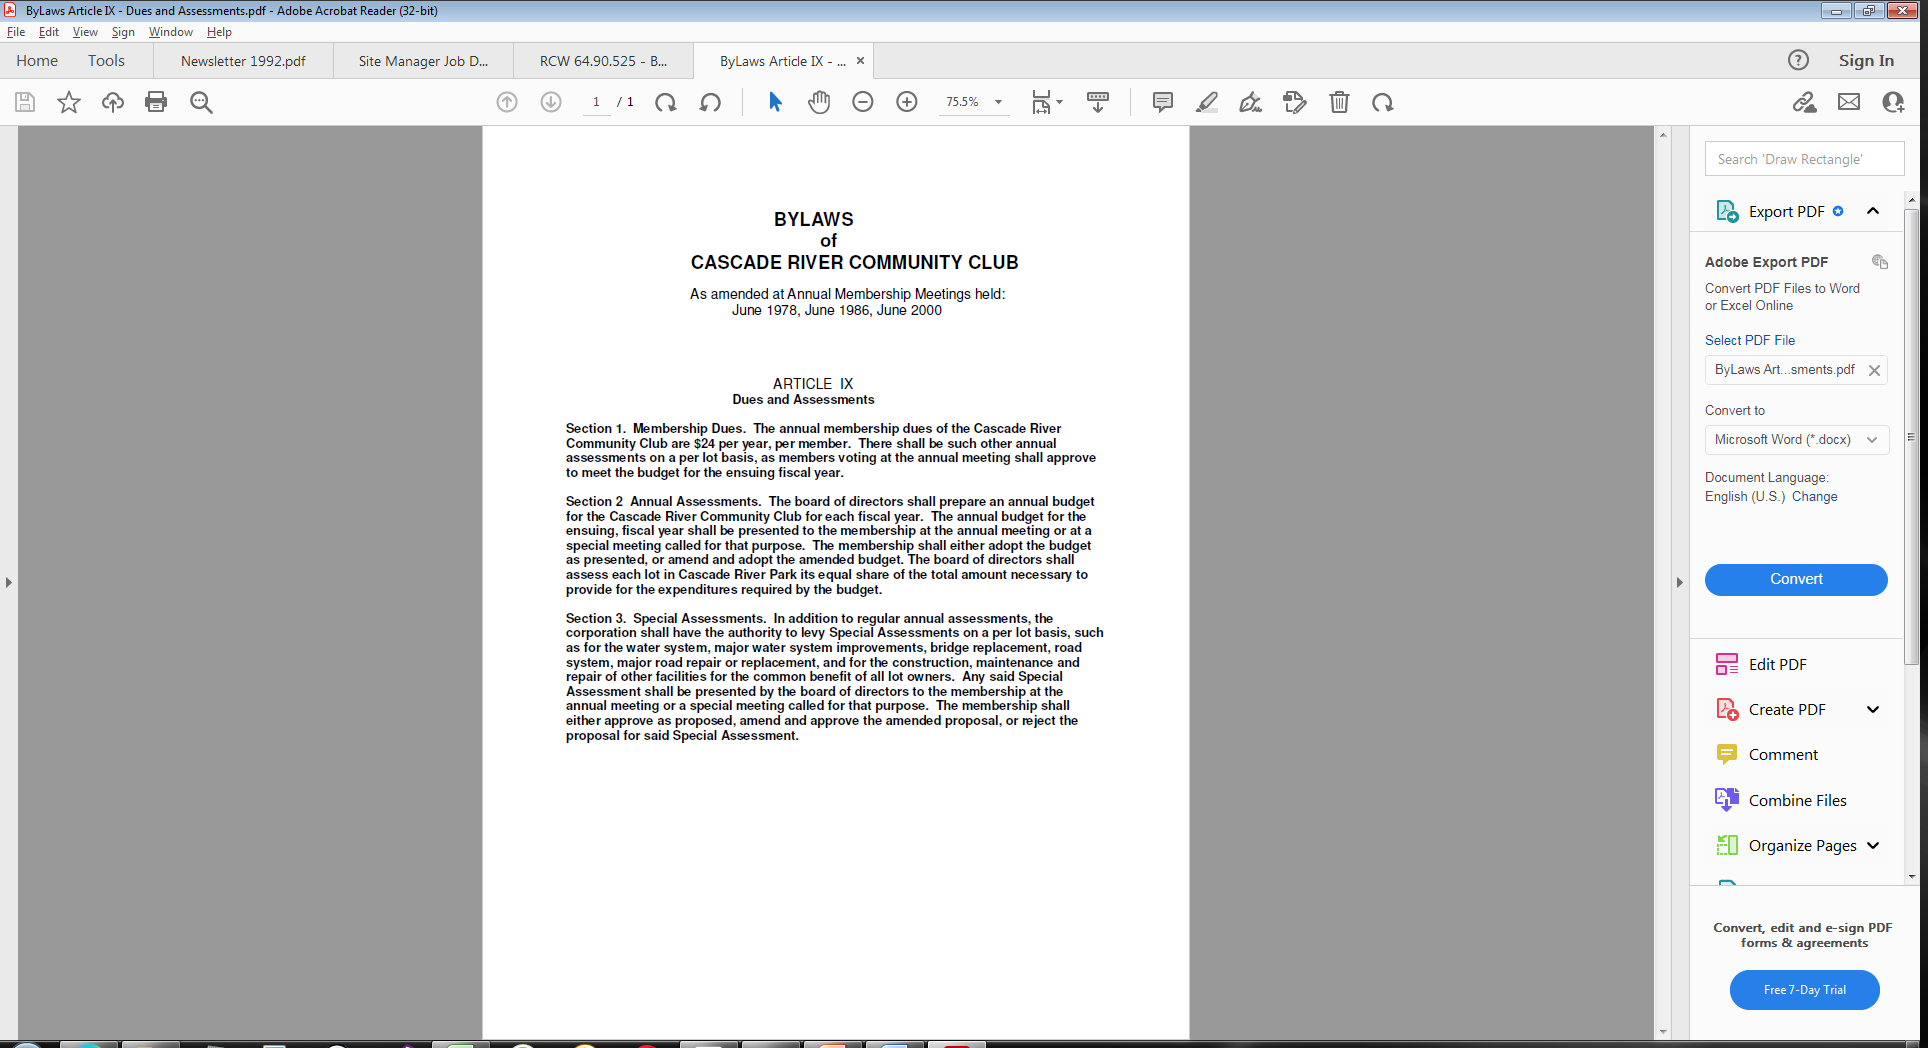 ByLaws Article IX - Dues and Assessments.pdf - Adobe Acrobat Reader (32-bit)
File Edit View Sign Window Help
Home Tools Newsletter 1992.pdf Site Manager Job D... RCW 64.90.525 - B... ByLaws Article IX - ... × ? Sign In
1 / 1 75.5%
Search 'Draw Rectangle'
BYLAWS
of
CASCADE RIVER COMMUNITY CLUB
As amended at Annual Membership Meetings held:
June 1978, June 1986, June 2000
ARTICLE IX
Dues and Assessments
Section 1. Membership Dues. The annual membership dues of the Cascade River
Community Club are $24 per year, per member. There shall be such other annual
assessments on a per lot basis, as members voting at the annual meeting shall approve
to meet the budget for the ensuing fiscal year.
Section 2 Annual Assessments. The board of directors shall prepare an annual budget
for the Cascade River Community Club for each fiscal year. The annual budget for the
ensuing, fiscal year shall be presented to the membership at the annual meeting or at a
special meeting called for that purpose. The membership shall either adopt the budget
as presented, or amend and adopt the amended budget. The board of directors shall
assess each lot in Cascade River Park its equal share of the total amount necessary to
provide for the expenditures required by the budget.
Section 3. Special Assessments. In addition to regular annual assessments, the
corporation shall have the authority to levy Special Assessments on a per lot basis, such
as for the water system, major water system improvements, bridge replacement, road
system, major road repair or replacement, and for the construction, maintenance and
repair of other facilities for the common benefit of all lot owners. Any said Special
Assessment shall be presented by the board of directors to the membership at the
annual meeting or a special meeting called for that purpose. The membership shall
either approve as proposed, amend and approve the amended proposal, or reject the
proposal for said Special Assessment.
Export PDF
Adobe Export PDF
Convert PDF Files to Word
or Excel Online
Select PDF File
ByLaws Art...sments.pdf
Convert to
Microsoft Word (*.docx)
Document Language:
English (U.S.) Change
Convert
Edit PDF
Create PDF
Comment
Combine Files
Organize Pages
Convert, edit and e-sign PDF
forms & agreements
Free 7-Day Trial